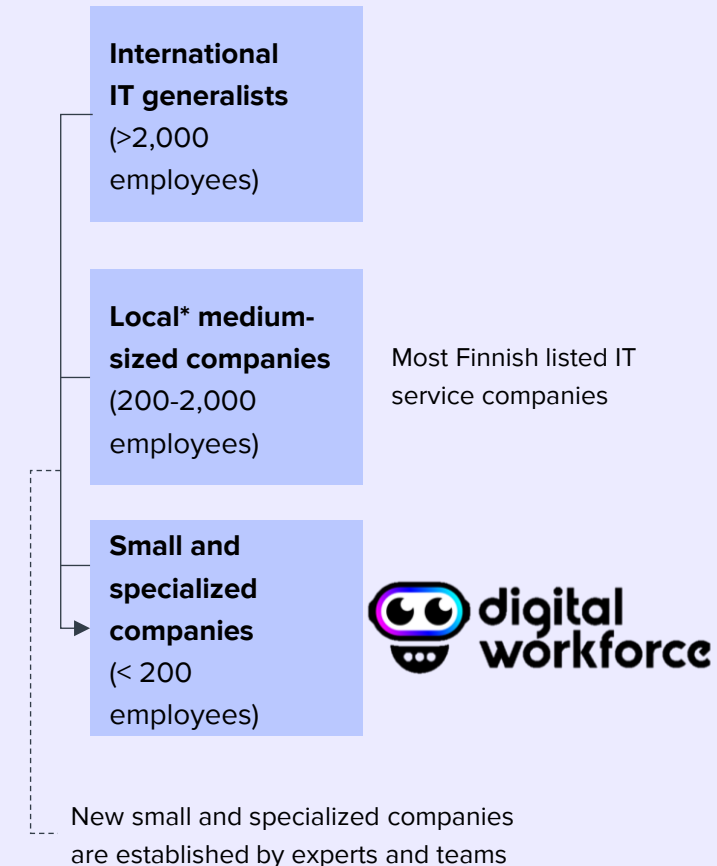 International
IT generalists
(>2,000
employees)
Local* medium-
sized companies
(200-2,000
employees)
Most Finnish listed IT
service companies
Small and
specialized
companies
(< 200
employees)
digital
workforce
New small and specialized companies
are established by experts and teams